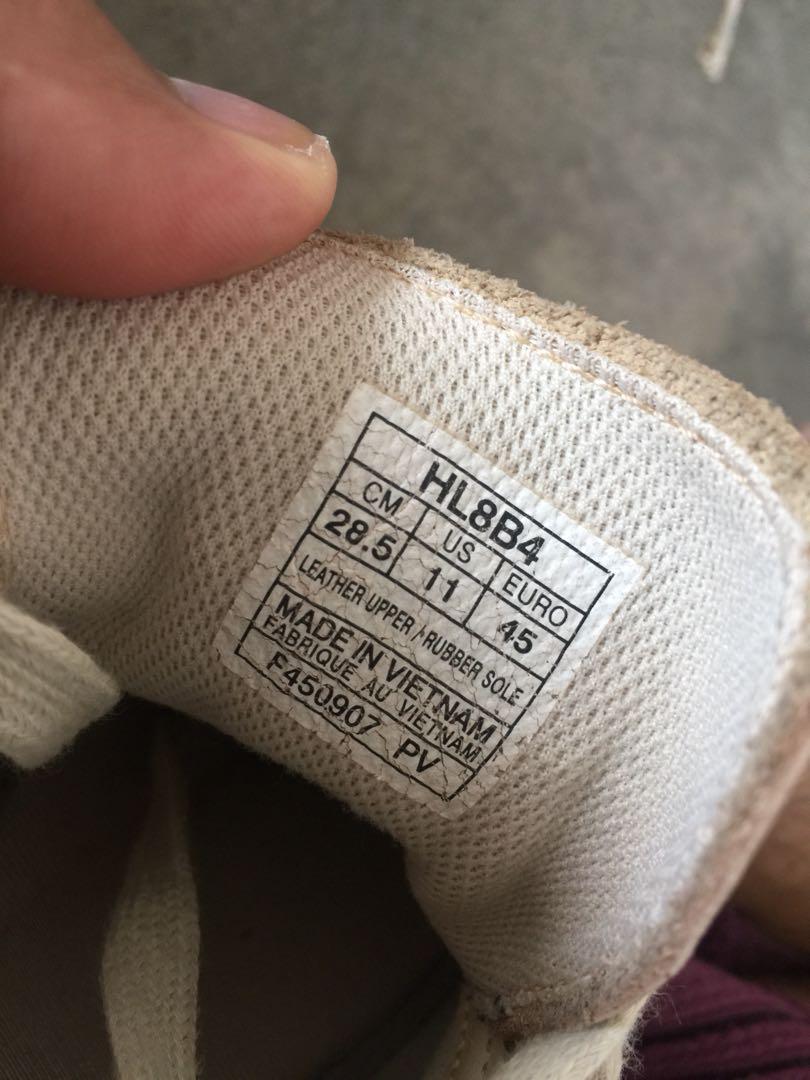 HL8B4
CM US EURO
28.5 11 45
LEATHER UPPER / RUBBER SOLE
MADE IN VIETNAM
FABRIQUE AU VIETNAM
F450907 PV